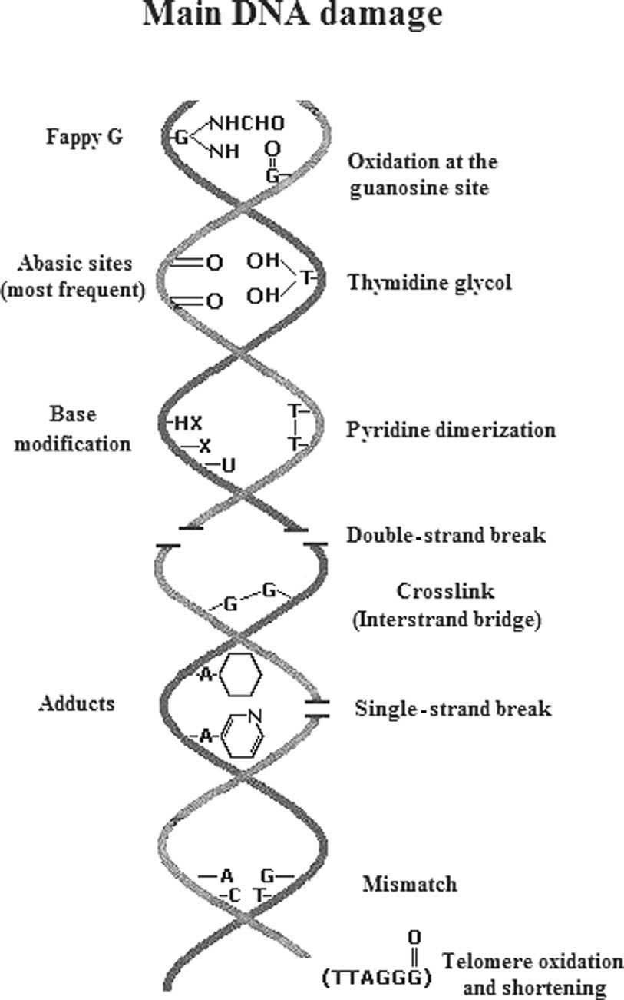 Main DNA damage
Fappy G
G
NHCHO
NH
O
G
Oxidation at the
guanosine site
Abasic sites
(most frequent)
O
O
OH
OH
T
Thymidine glycol
Base
modification
HX
X
U
T
T
Pyridine dimerization
Double-strand break
G
G
Crosslink
(Interstrand bridge)
Adducts
A
A
N
Single-strand break
A G
C T
Mismatch
O
(TTAGGG)
Telomere oxidation
and shortening